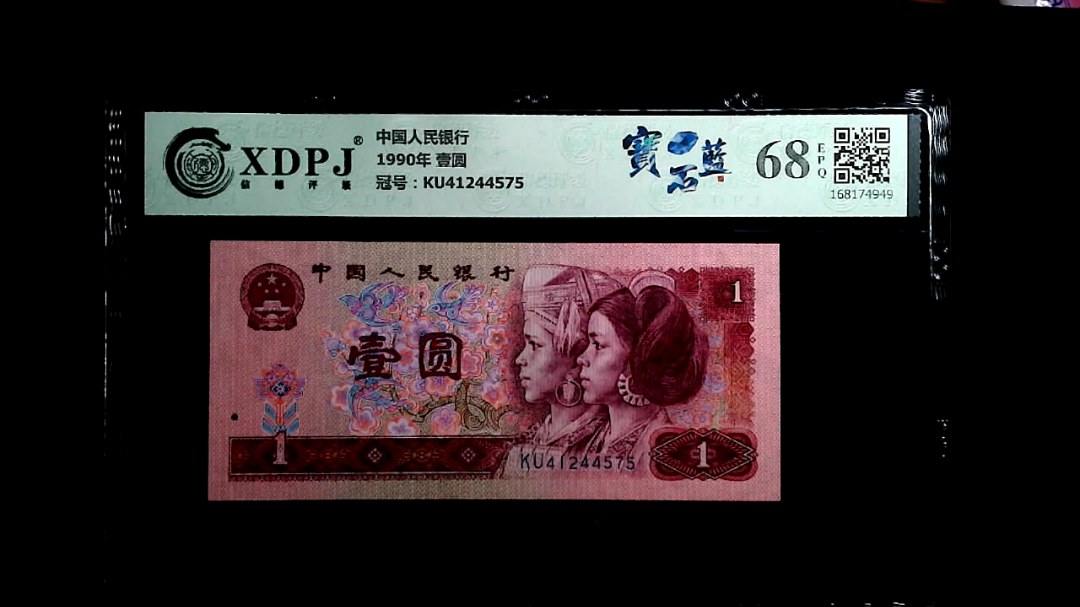 XDPJ®
信德评级
中国人民银行
1990年 壹圆
冠号：KU41244575
寶石蓝
68
EPQ
168174949
中国人民银行
1
壹圆
1
KU41244575
1